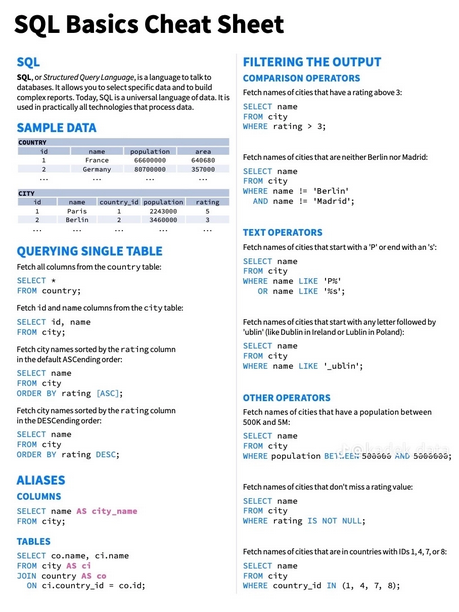 SQL Basics Cheat Sheet
SQL
SQL, or Structured Query Language, is a language to talk to
databases. It allows you to select specific data and to build
complex reports. Today, SQL is a universal language of data. It is
used in practically all technologies that process data.
SAMPLE DATA
COUNTRY
id name population area
1 France 66600000 640680
2 Germany 80700000 357000
... ... ... ...
CITY
id name country_id population rating
1 Paris 1 2243000 5
2 Berlin 2 3460000 3
... ... ... ... ...
QUERYING SINGLE TABLE
Fetch all columns from the country table:
SELECT *
FROM country;
Fetch id and name columns from the city table:
SELECT id, name
FROM city;
Fetch city names sorted by the rating column
in the default ASCending order:
SELECT name
FROM city
ORDER BY rating [ASC];
Fetch city names sorted by the rating column
in the DESCending order:
SELECT name
FROM city
ORDER BY rating DESC;
ALIASES
COLUMNS
SELECT name AS city_name
FROM city;
TABLES
SELECT co.name, ci.name
FROM city AS ci
JOIN country AS co
ON ci.country_id = co.id;
FILTERING THE OUTPUT
COMPARISON OPERATORS
Fetch names of cities that have a rating above 3:
SELECT name
FROM city
WHERE rating > 3;
Fetch names of cities that are neither Berlin nor Madrid:
SELECT name
FROM city
WHERE name != 'Berlin'
AND name != 'Madrid';
TEXT OPERATORS
Fetch names of cities that start with a 'P' or end with an 's':
SELECT name
FROM city
WHERE name LIKE 'P%'
OR name LIKE '%s';
Fetch names of cities that start with any letter followed by
'ublin' (like Dublin in Ireland or Lublin in Poland):
SELECT name
FROM city
WHERE name LIKE '_ublin';
OTHER OPERATORS
Fetch names of cities that have a population between
500K and 5M:
SELECT name
FROM city
WHERE population BETWEEN 500000 AND 5000000;
Fetch names of cities that don't miss a rating value:
SELECT name
FROM city
WHERE rating IS NOT NULL;
Fetch names of cities that are in countries with IDs 1, 4, 7, or 8:
SELECT name
FROM city
WHERE country_id IN (1, 4, 7, 8);